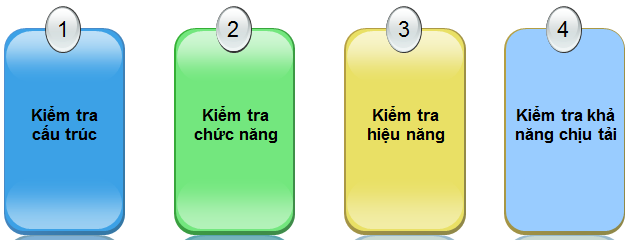 1
Kiểm tra
cấu trúc
2
Kiểm tra
chức năng
3
Kiểm tra
hiệu năng
4
Kiểm tra khả
năng chịu tải